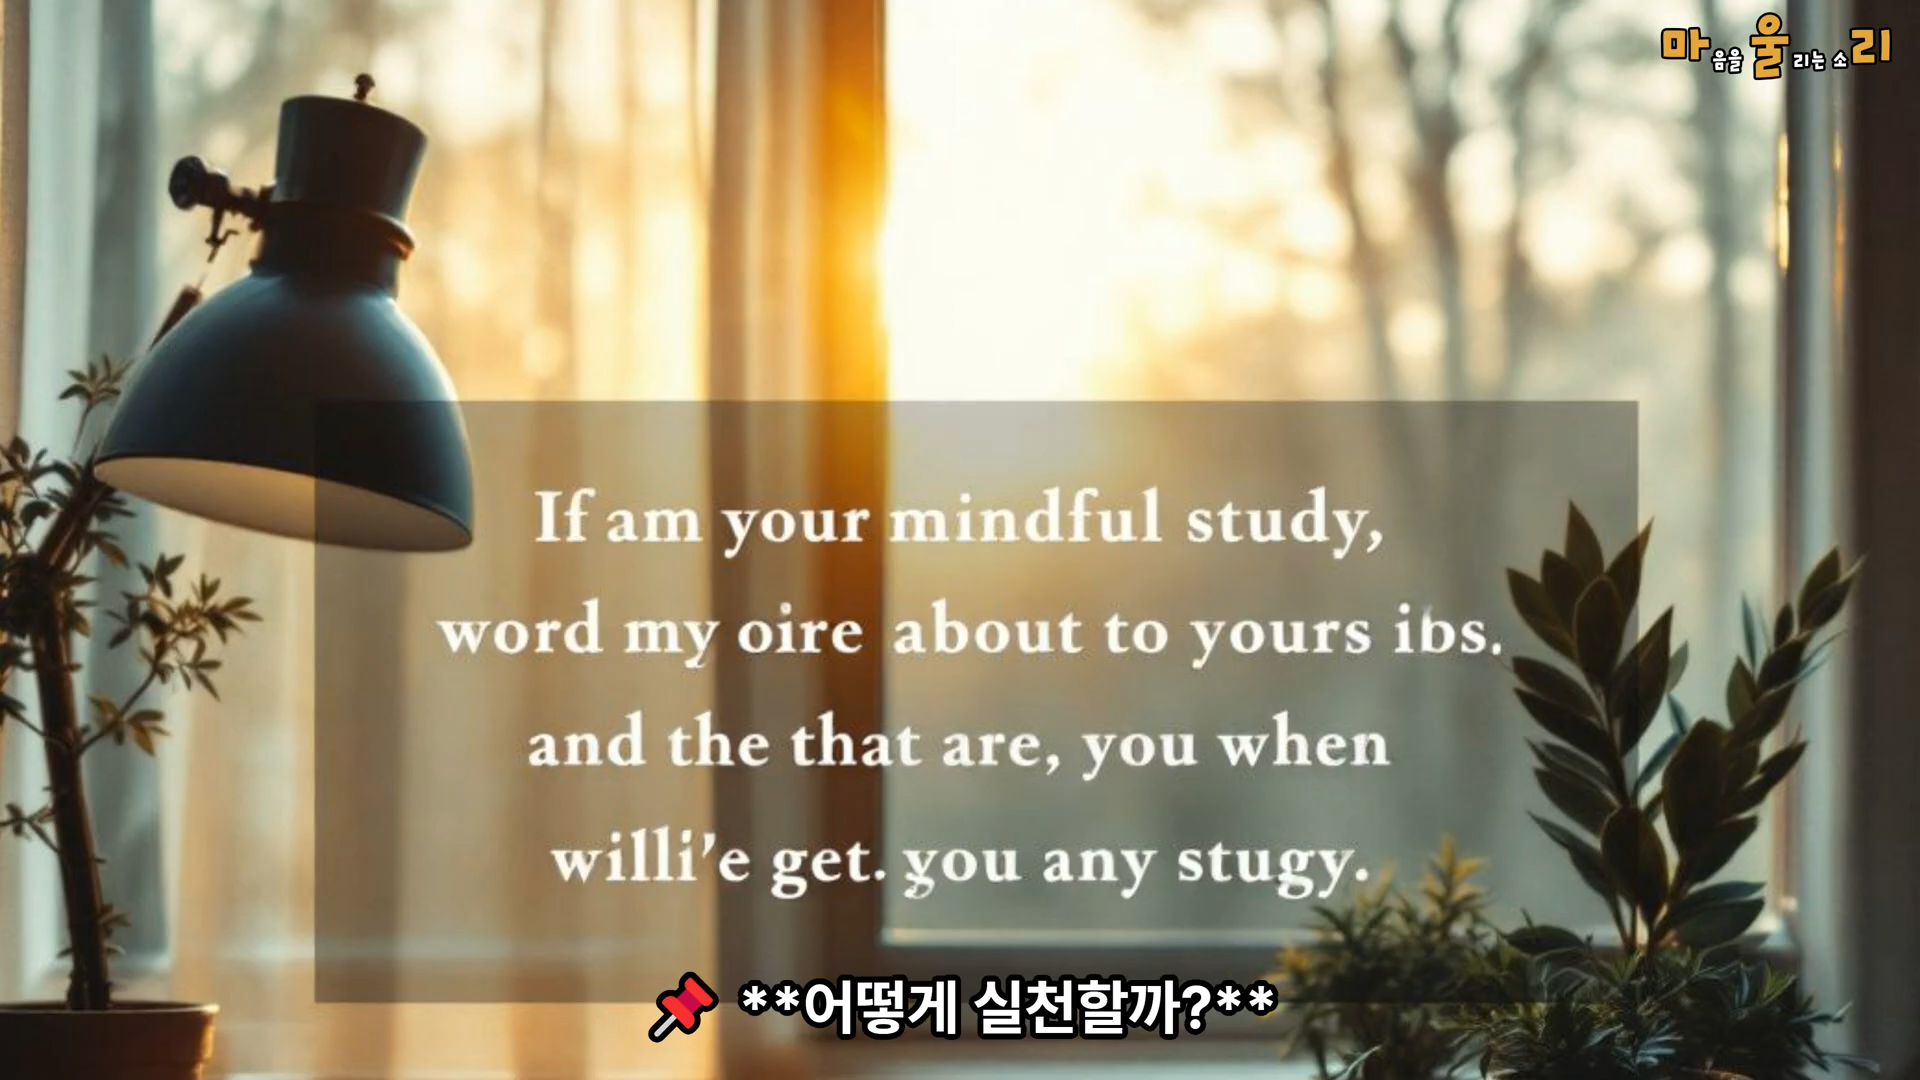 마음을 울리는 소리
If am your mindful study,
word my oire about to yours ibs.
and the that are, you when
willi'e get. you any stugy.
📌 **어떻게 실천할까?**